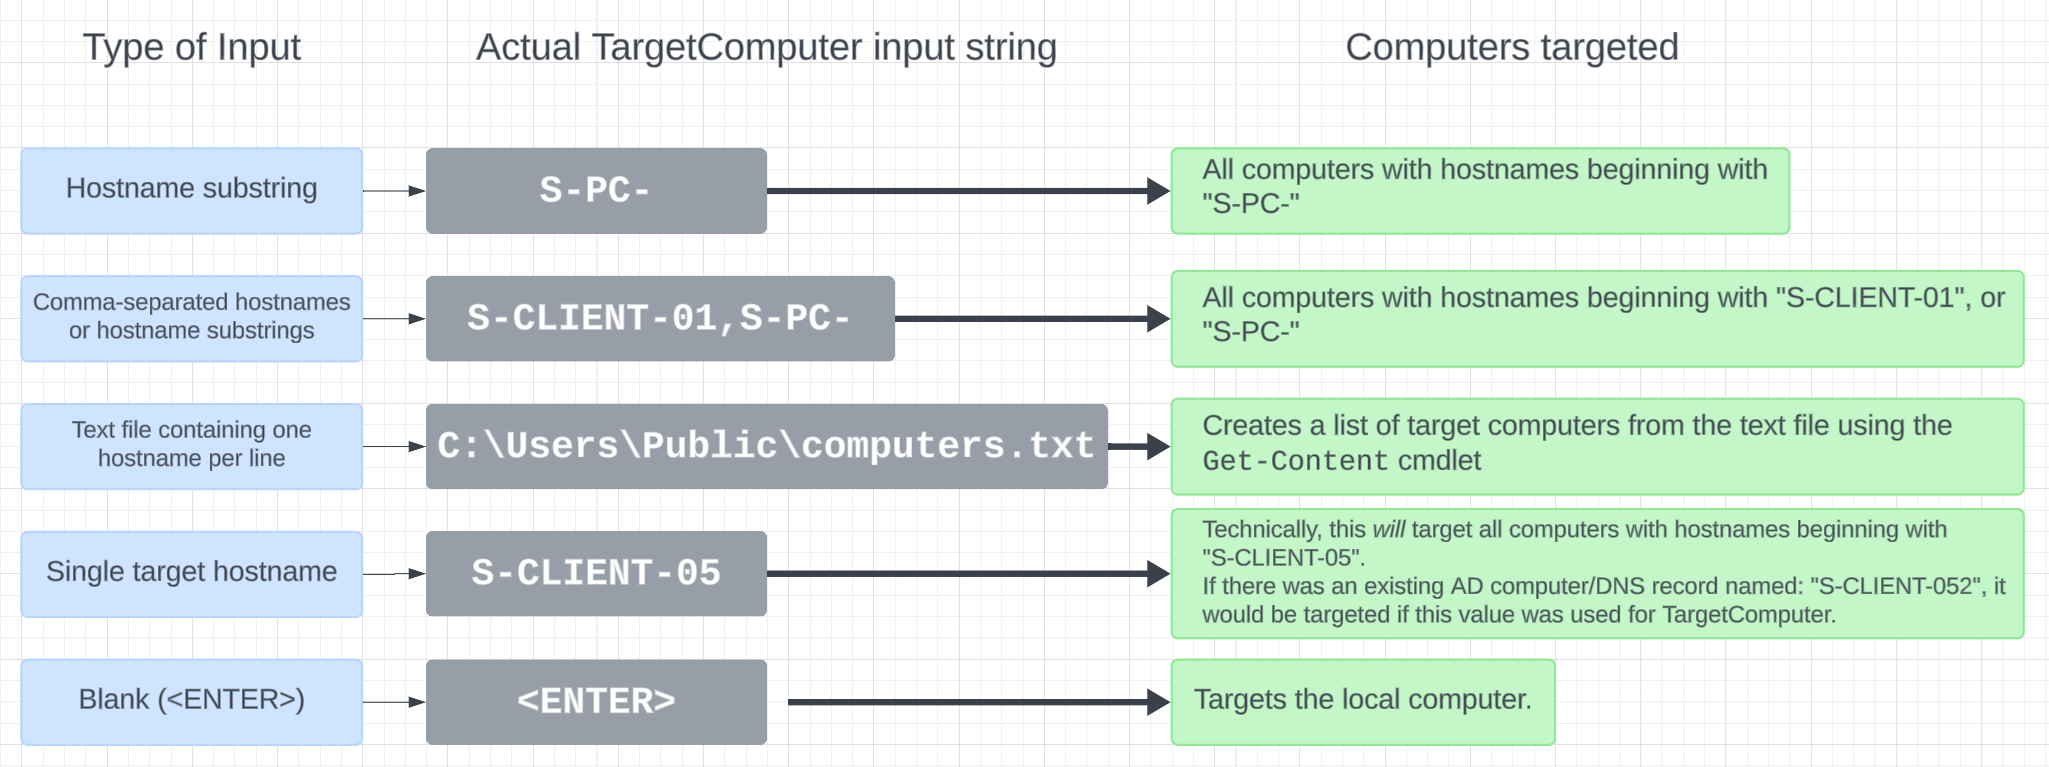 Type of Input
Actual TargetComputer input string
Computers targeted
Hostname substring
S-PC-
All computers with hostnames beginning with
"S-PC-"
Comma-separated hostnames
or hostname substrings
S-CLIENT-01,S-PC-
All computers with hostnames beginning with "S-CLIENT-01", or
"S-PC-"
Text file containing one
hostname per line
C:\Users\Public\computers.txt
Creates a list of target computers from the text file using the
Get-Content cmdlet
Single target hostname
S-CLIENT-05
Technically, this will target all computers with hostnames beginning with
"S-CLIENT-05".
If there was an existing AD computer/DNS record named: "S-CLIENT-052", it
would be targeted if this value was used for TargetComputer.
Blank (<ENTER>)
<ENTER>
Targets the local computer.